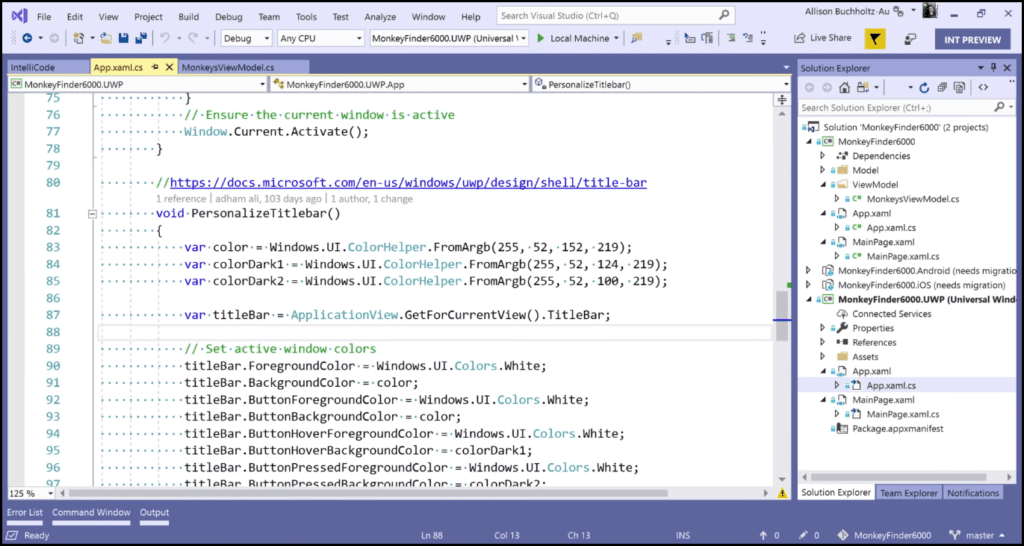 Allison Buchholtz-Au
File Edit View Project Build Debug Team Tools Test Analyze Window Help Search Visual Studio (Ctrl+Q)
Debug Any CPU MonkeyFinder6000.UWP (Universal Local Machine Live Share INT PREVIEW
IntelliCode App.xaml.cs MonkeysViewModel.cs
MonkeyFinder6000.UWP MonkeyFinder6000.UWP.App PersonalizeTitlebar()
75 }
76 // Ensure the current window is active
77 Window.Current.Activate();
78 }
79
80 //https://docs.microsoft.com/en-us/windows/uwp/design/shell/title-bar
1 reference | adham ali, 103 days ago | 1 author, 1 change
81 void PersonalizeTitlebar()
82 {
83 var color = Windows.UI.ColorHelper.FromArgb(255, 52, 152, 219);
84 var colorDark1 = Windows.UI.ColorHelper.FromArgb(255, 52, 124, 219);
85 var colorDark2 = Windows.UI.ColorHelper.FromArgb(255, 52, 100, 219);
86
87 var titleBar = ApplicationView.GetForCurrentView().TitleBar;
88
89 // Set active window colors
90 titleBar.ForegroundColor = Windows.UI.Colors.White;
91 titleBar.BackgroundColor = color;
92 titleBar.ButtonForegroundColor = Windows.UI.Colors.White;
93 titleBar.ButtonBackgroundColor = color;
94 titleBar.ButtonHoverForegroundColor = Windows.UI.Colors.White;
95 titleBar.ButtonHoverBackgroundColor = colorDark1;
96 titleBar.ButtonPressedForegroundColor = Windows.UI.Colors.White;
97 titleBar.ButtonPressedBackgroundColor = colorDark2;
125 %
Solution Explorer
Search Solution Explorer (Ctrl+;)
Solution 'MonkeyFinder6000' (2 projects)
MonkeyFinder6000
Dependencies
Model
ViewModel
MonkeysViewModel.cs
App.xaml
App.xaml.cs
MainPage.xaml
MainPage.xaml.cs
MonkeyFinder6000.Android (needs migratio
MonkeyFinder6000.iOS (needs migration)
MonkeyFinder6000.UWP (Universal Wind
Connected Services
Properties
References
Assets
App.xaml
App.xaml.cs
MainPage.xaml
MainPage.xaml.cs
Package.appxmanifest
Solution Explorer Team Explorer Notifications
Error List Command Window Output
Ready Ln 88 Col 13 Ch 13 INS 0 0 MonkeyFinder6000 master